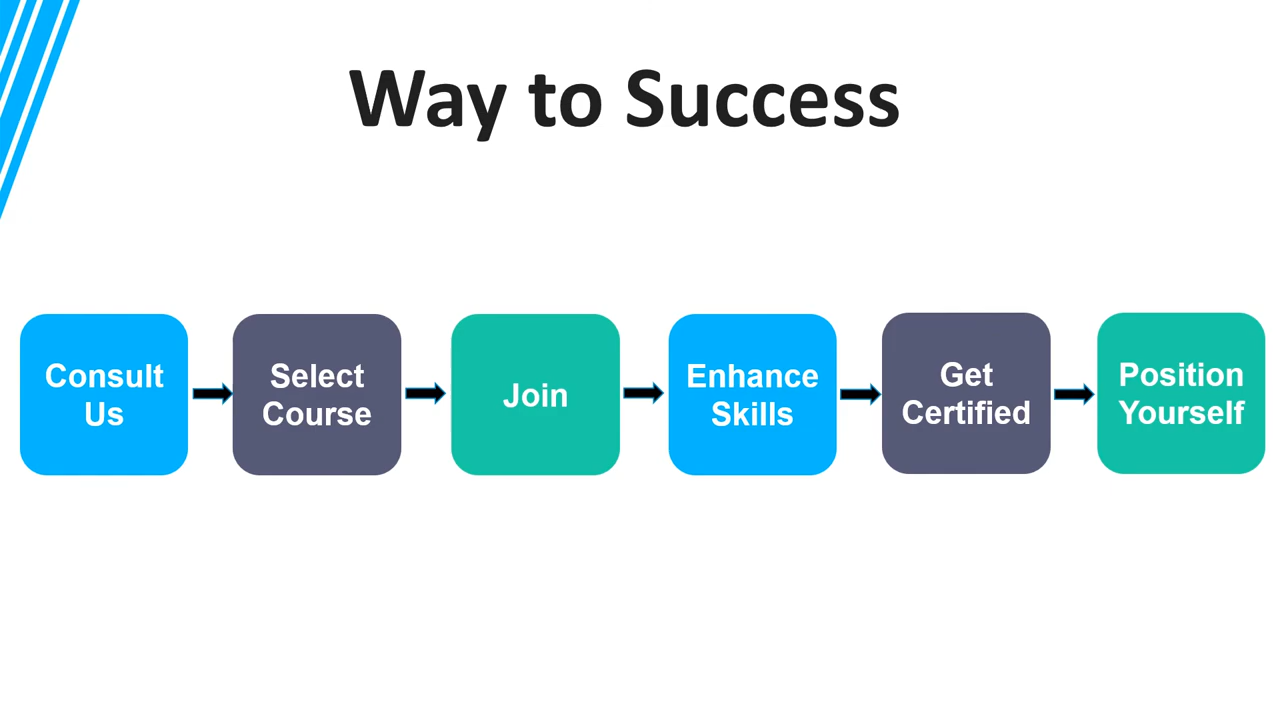 Way to Success
Consult
Us
Select
Course
Join
Enhance
Skills
Get
Certified
Position
Yourself